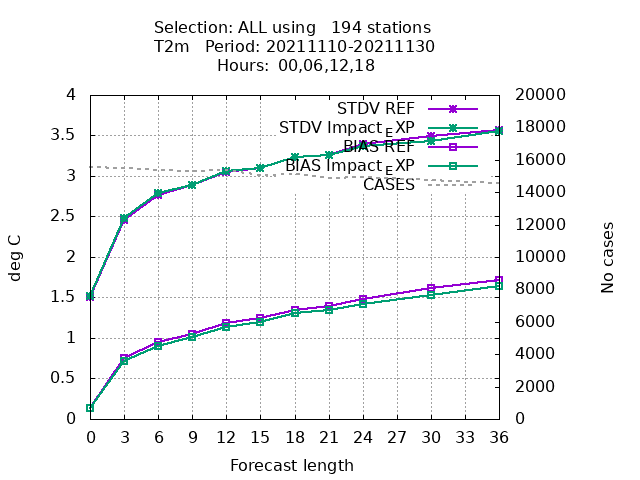 Selection: ALL using   194 stations
T2m   Period: 20211110-20211130
Hours:  00,06,12,18
4
3.5
3
2.5
2
1.5
1
0.5
0
deg C
STDV REF
STDV Impact_EXP
BIAS REF
BIAS Impact_EXP
CASES
20000
18000
16000
14000
12000
10000
8000
6000
4000
2000
0
No cases
0 3 6 9 12 15 18 21 24 27 30 33 36
Forecast length